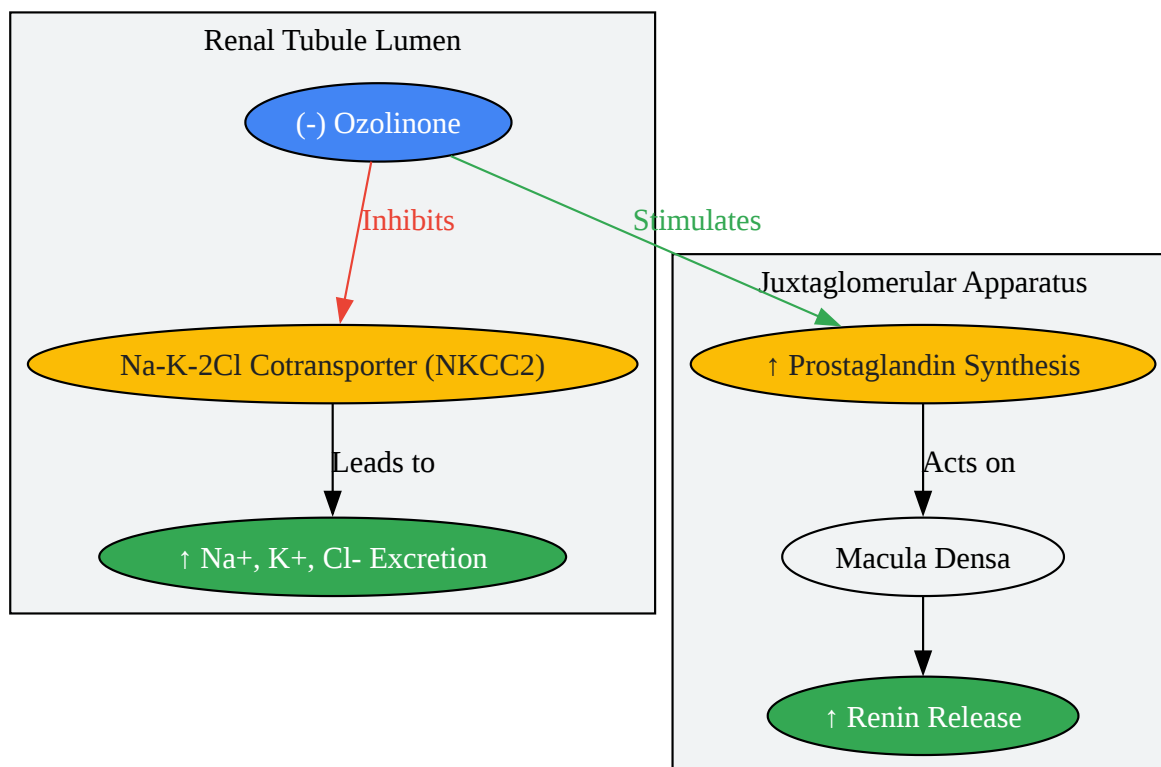 Renal Tubule Lumen
(-) Ozolinone
Inhibits
Stimulates
Juxtaglomerular Apparatus
Na-K-2Cl Cotransporter (NKCC2)
↑ Prostaglandin Synthesis
Leads to
Acts on
↑ Na+, K+, Cl- Excretion
Macula Densa
↑ Renin Release